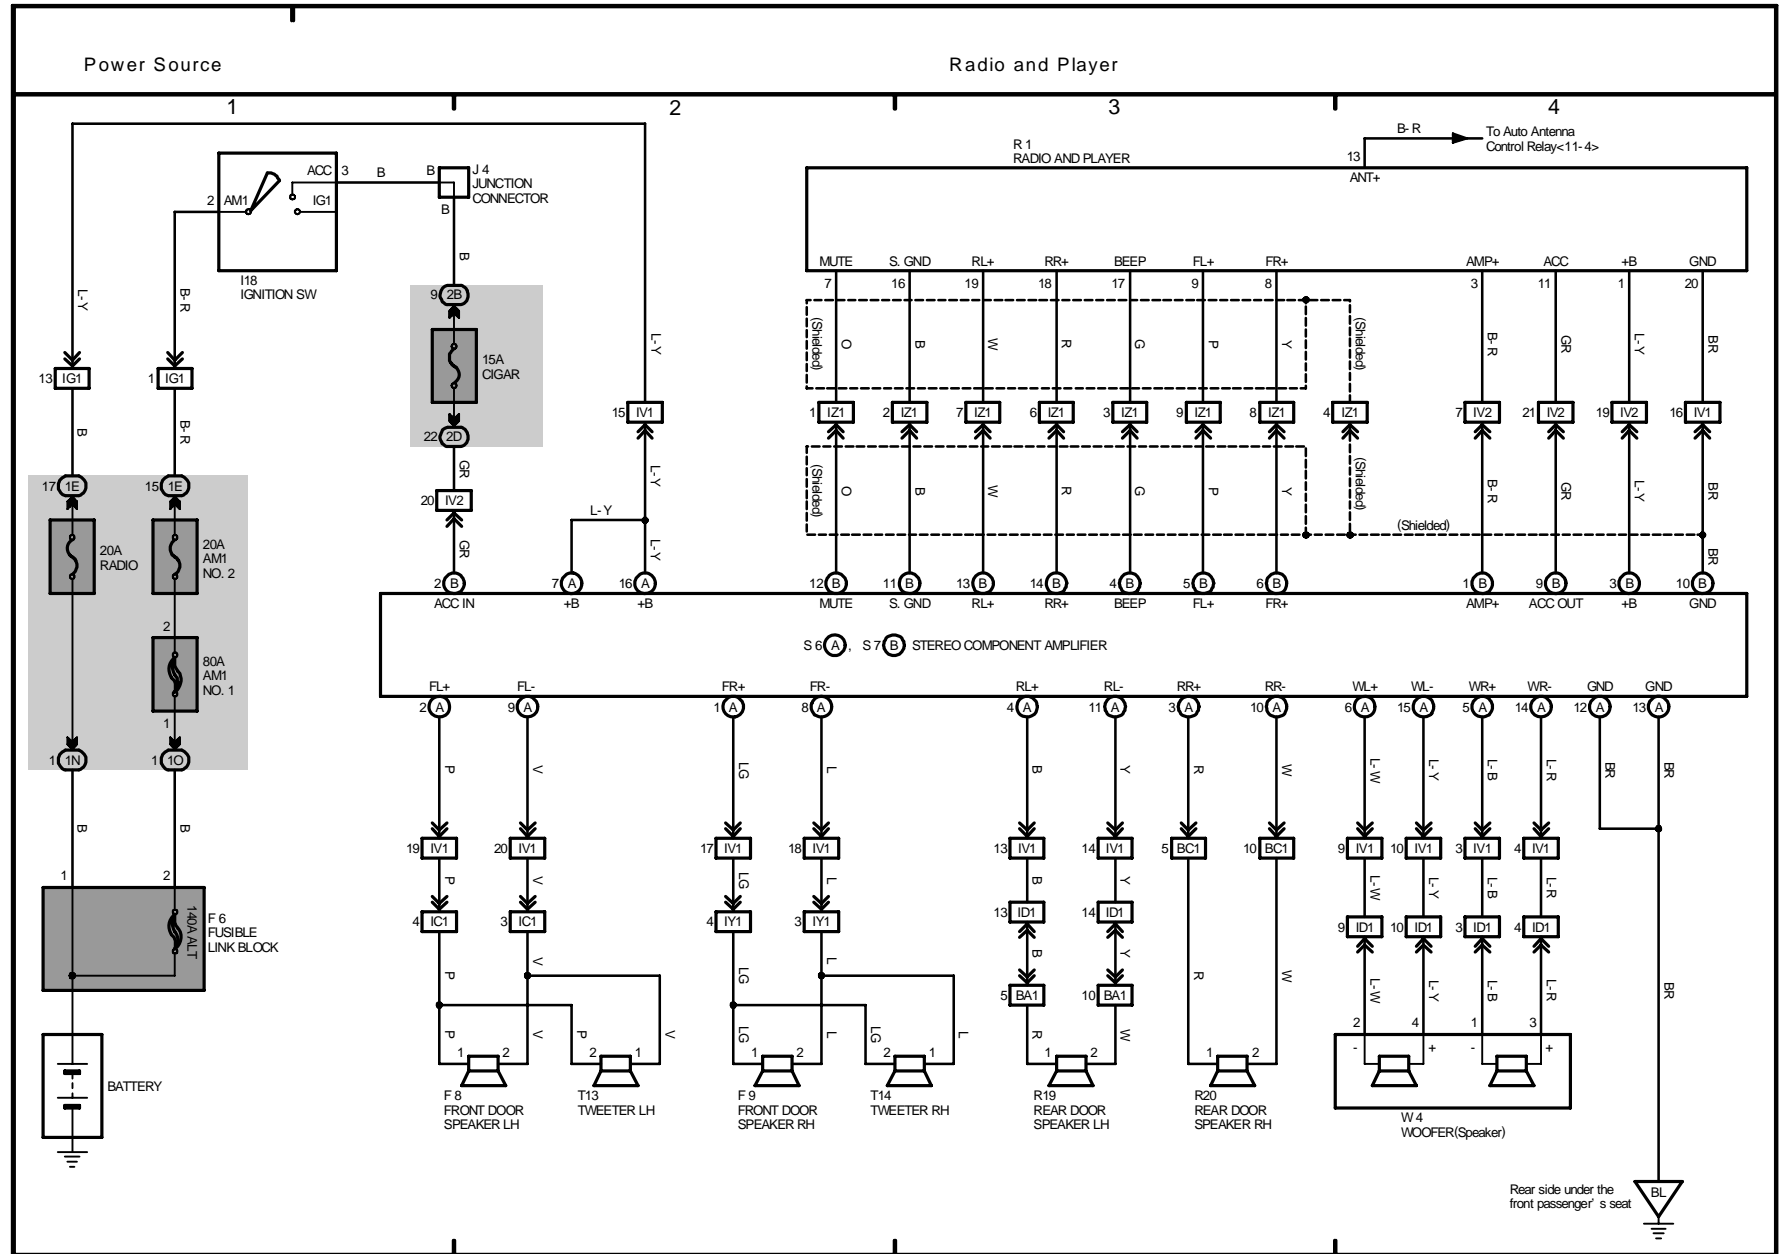 Power Source
Radio and Player
1
2
3
4
B-R
To Auto Antenna
Control Relay<11-4>
R 1
RADIO AND PLAYER
13
ANT+
ACC
3
B
B
J 4
JUNCTION
CONNECTOR
2
AM1
IG1
B
I18
IGNITION SW
MUTE
S. GND
RL+
RR+
BEEP
FL+
FR+
AMP+
ACC
+B
GND
7
16
19
18
17
9
8
3
11
1
20
L-Y
B-R
B
9
2B
15A
CIGAR
22
2D
L-Y
(Shielded)
O
B
W
R
G
P
Y
(Shielded)
B-R
GR
L-Y
BR
13
IG1
1
IG1
15
IV1
1
IZ1
2
IZ1
7
IZ1
6
IZ1
3
IZ1
9
IZ1
8
IZ1
4
IZ1
7
IV2
21
IV2
19
IV2
16
IV1
B
B-R
GR
L-Y
(Shielded)
O
B
W
R
G
P
Y
(Shielded)
B-R
GR
L-Y
BR
17
1E
15
1E
20
IV2
L-Y
(Shielded)
20A
RADIO
20A
AM1
NO. 2
GR
L-Y
BR
2
B
7
A
16
A
12
B
11
B
13
B
14
B
4
B
5
B
6
B
1
B
9
B
3
B
10
B
ACC IN
+B
+B
MUTE
S. GND
RL+
RR+
BEEP
FL+
FR+
AMP+
ACC OUT
+B
GND
2
80A
AM1
NO. 1
1
S 6 A , S 7 B STEREO COMPONENT AMPLIFIER
FL+
FL-
FR+
FR-
RL+
RL-
RR+
RR-
WL+
WL-
WR+
WR-
GND
GND
2
A
9
A
1
A
8
A
4
A
11
A
3
A
10
A
6
A
15
A
5
A
14
A
12
A
13
A
1
1N
1
1O
P
V
LG
L
B
Y
R
W
L-W
L-Y
L-B
L-R
BR
BR
B
B
19
IV1
20
IV1
17
IV1
18
IV1
13
IV1
14
IV1
5
BC1
10
BC1
9
IV1
10
IV1
3
IV1
4
IV1
1
2
P
V
LG
L
B
Y
L-W
L-Y
L-B
L-R
140A ALT
F 6
FUSIBLE
LINK BLOCK
4
IC1
3
IC1
4
IY1
3
IY1
13
ID1
14
ID1
9
ID1
10
ID1
3
ID1
4
ID1
P
V
LG
L
B
Y
R
W
L-W
L-Y
L-B
L-R
BR
5
BA1
10
BA1
P
V
P
V
LG
L
LG
L
R
W
2
4
1
3
1
2
2
1
1
2
2
1
1
2
1
2
-
+
-
+
BATTERY
F 8
FRONT DOOR
SPEAKER LH
T13
TWEETER LH
F 9
FRONT DOOR
SPEAKER RH
T14
TWEETER RH
R19
REAR DOOR
SPEAKER LH
R20
REAR DOOR
SPEAKER RH
W 4
WOOFER(Speaker)
Rear side under the
front passenger' s seat
BL